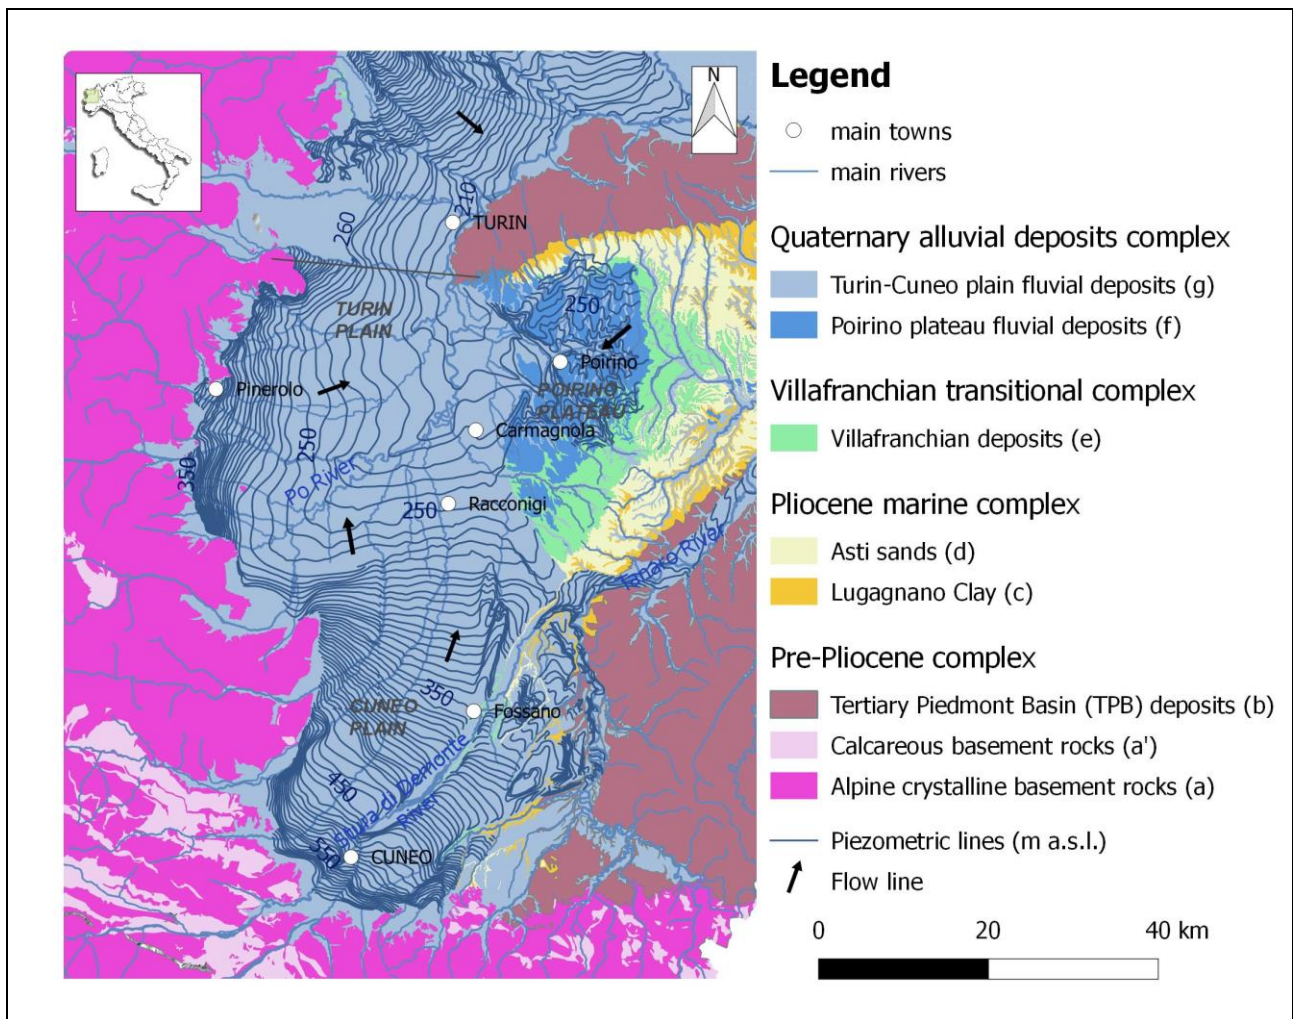 N
210
TURIN
260
TURIN
PLAIN
250
Poirino
POIRINO
PLATEAU
Pinerolo
Carmagnola
250
350
Po River
Racconigi
250
Tanaro River
350
Fossano
CUNEO
PLAIN
Stura di Demonte
River
450
550
CUNEO
Legend
main towns
main rivers
Quaternary alluvial deposits complex
Turin-Cuneo plain fluvial deposits (g)
Poirino plateau fluvial deposits (f)
Villafranchian transitional complex
Villafranchian deposits (e)
Pliocene marine complex
Asti sands (d)
Lugagnano Clay (c)
Pre-Pliocene complex
Tertiary Piedmont Basin (TPB) deposits (b)
Calcareous basement rocks (a')
Alpine crystalline basement rocks (a)
Piezometric lines (m a.s.l.)
Flow line
0 20 40 km